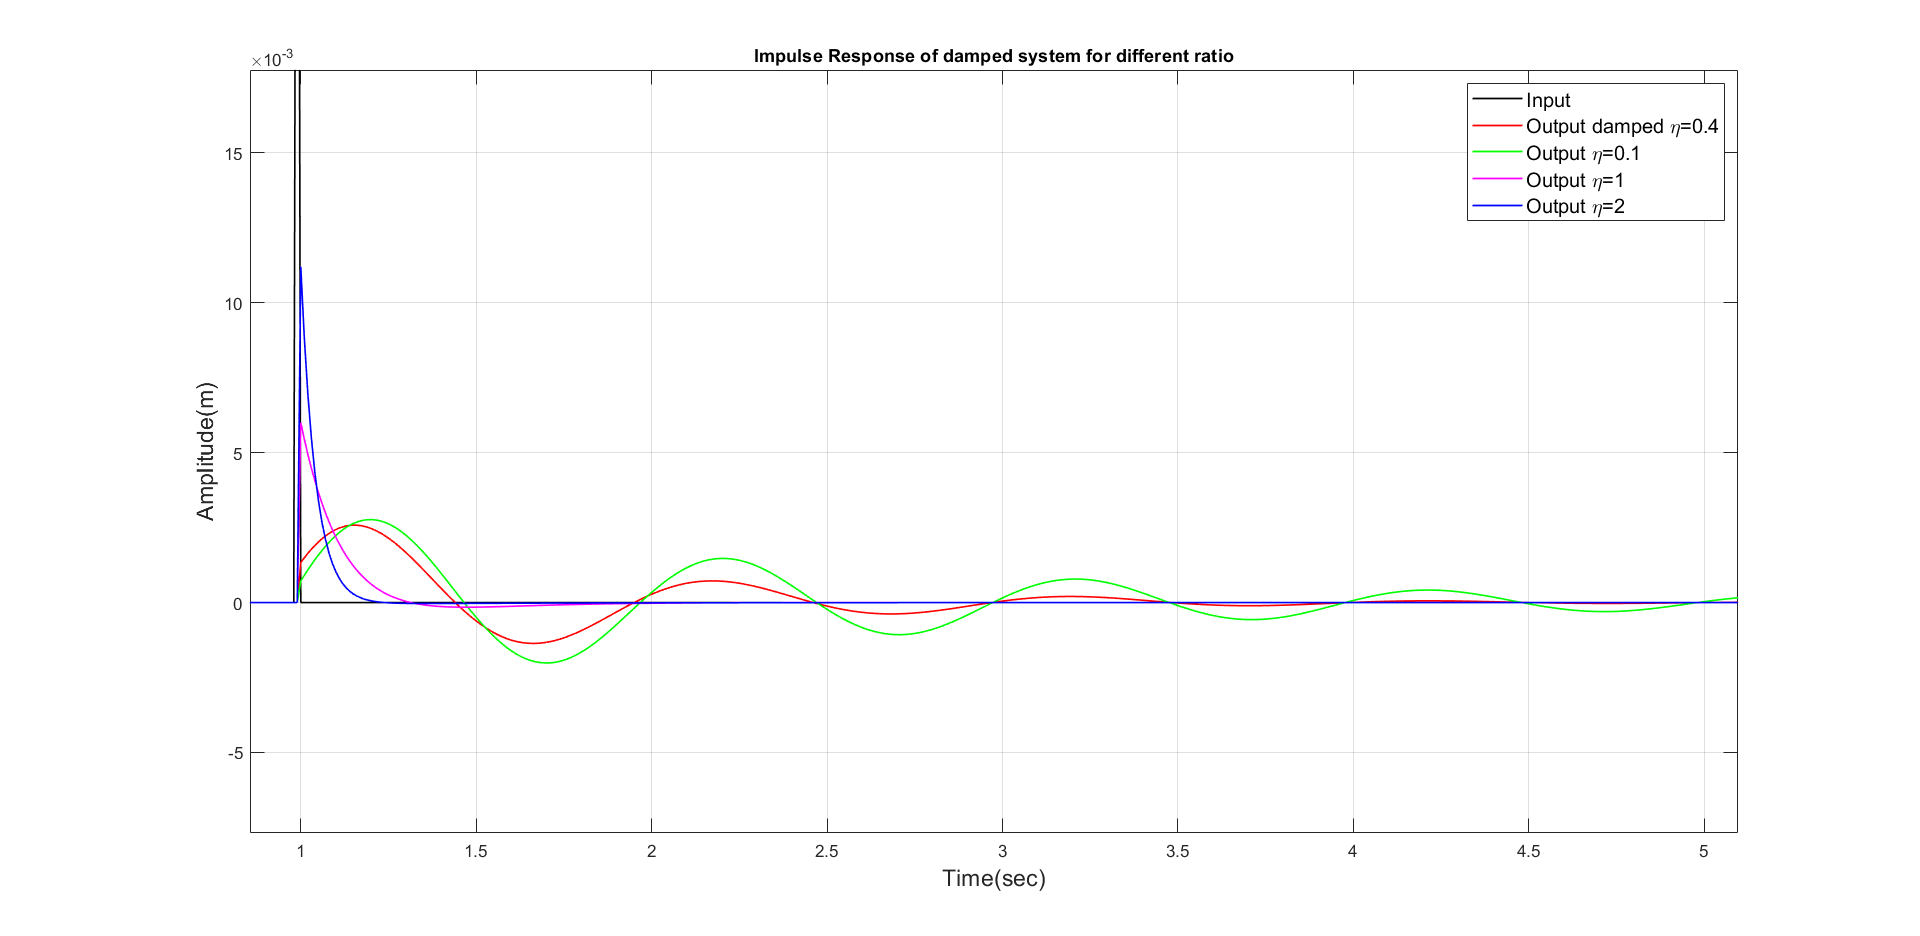 Impulse Response of damped system for different ratio
×10-3
Input
Output damped η=0.4
Output η=0.1
Output η=1
Output η=2
15
10
5
0
-5
Amplitude(m)
1 1.5 2 2.5 3 3.5 4 4.5 5
Time(sec)